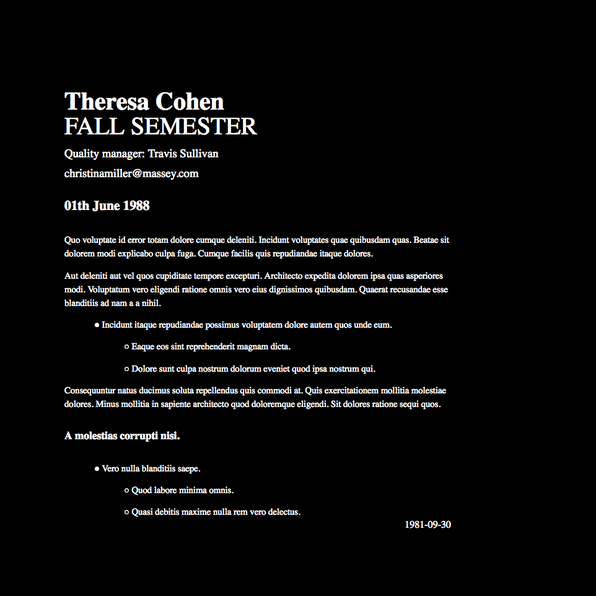 Theresa Cohen
FALL SEMESTER
Quality manager: Travis Sullivan
christinamiller@massey.com
01th June 1988
Quo voluptate id error totam dolore cumque deleniti. Incidunt voluptates quae quibusdam quas. Beatae sit
dolorem modi explicabo culpa fuga. Cumque facilis quis repudiandae itaque dolores.
Aut deleniti aut vel quos cupiditate tempore excepturi. Architecto expedita dolorem ipsa quas asperiores
modi. Voluptatum vero eligendi ratione omnis vero eius dignissimos quibusdam. Quaerat recusandae esse
blanditiis ad nam a a nihil.
● Incidunt itaque repudiandae possimus voluptatem dolore autem quos unde eum.
○ Eaque eos sint reprehenderit magnam dicta.
○ Dolore sunt culpa nostrum dolorum eveniet quod ipsa nostrum qui.
Consequuntur natus ducimus soluta repellendus quis commodi at. Quis exercitationem mollitia molestiae
dolores. Minus mollitia in sapiente architecto quod doloremque eligendi. Sit dolores ratione sequi quos.
A molestias corrupti nisi.
● Vero nulla blanditiis saepe.
○ Quod labore minima omnis.
○ Quasi debitis maxime nulla rem vero delectus.
1981-09-30